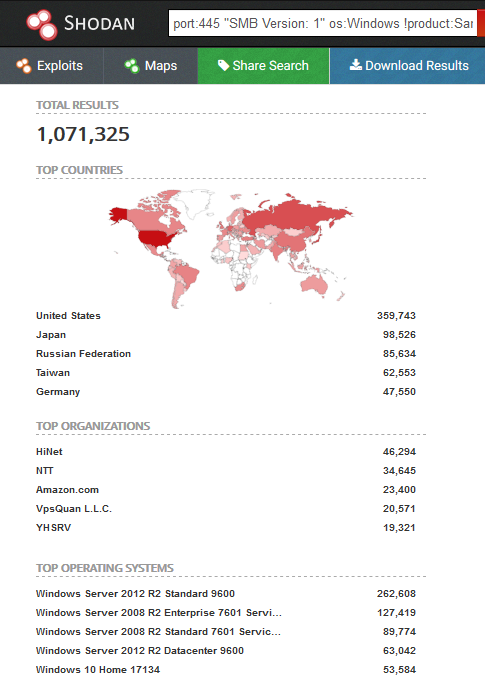 SHODAN
port:445 "SMB Version: 1" os:Windows !product:Sar
Exploits
Maps
Share Search
Download Results
TOTAL RESULTS
1,071,325
TOP COUNTRIES
United States 359,743
Japan 98,526
Russian Federation 85,634
Taiwan 62,553
Germany 47,550
TOP ORGANIZATIONS
HiNet 46,294
NTT 34,645
Amazon.com 23,400
VpsQuan L.L.C. 20,571
YHSRV 19,321
TOP OPERATING SYSTEMS
Windows Server 2012 R2 Standard 9600 262,608
Windows Server 2008 R2 Enterprise 7601 Servi... 127,419
Windows Server 2008 R2 Standard 7601 Servic... 89,774
Windows Server 2012 R2 Datacenter 9600 63,042
Windows 10 Home 17134 53,584